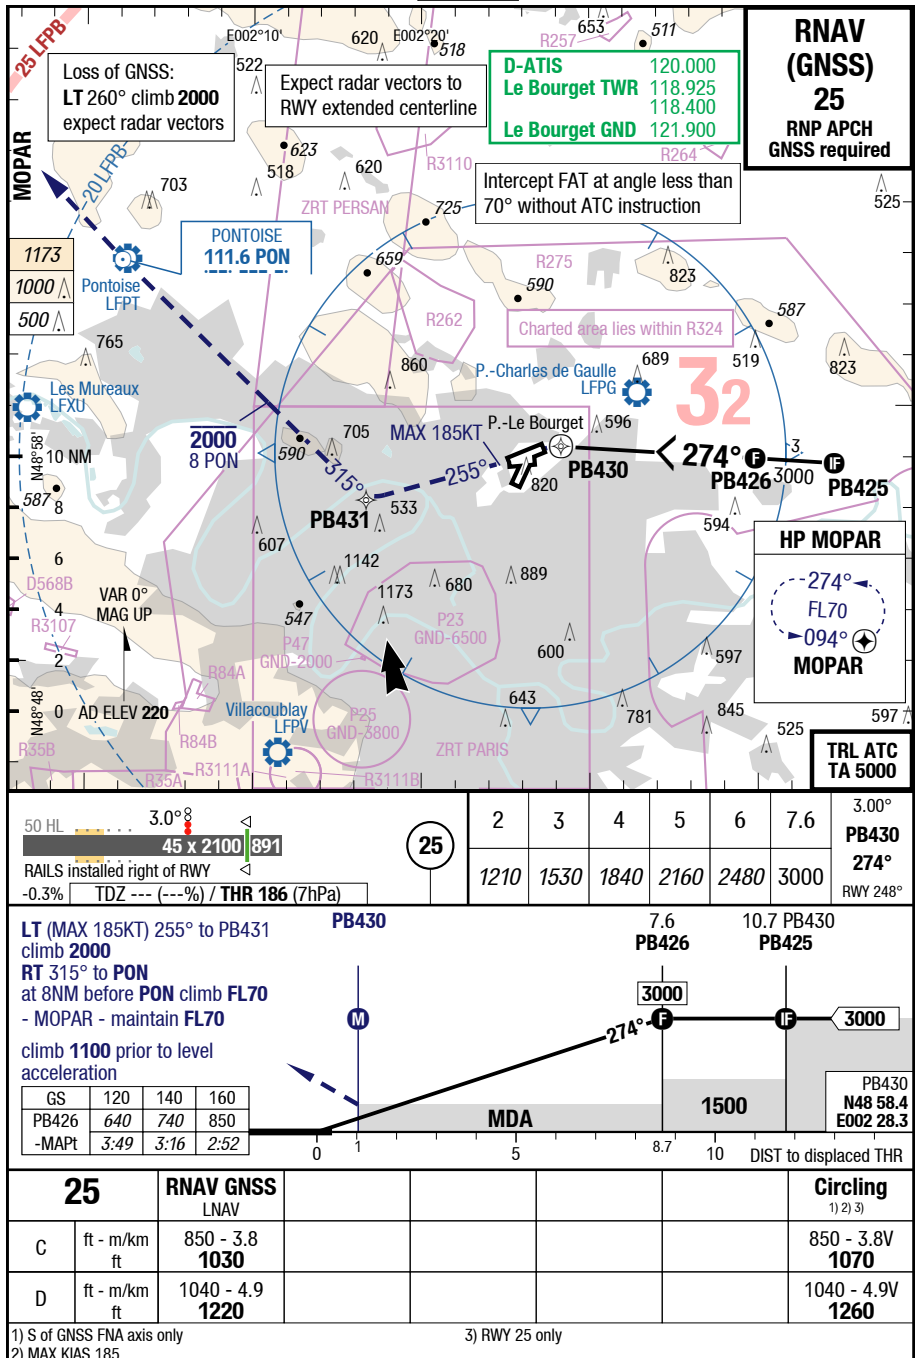 25 LFPB
E002°10'
620
E002°20'
518
653
511
R257
522
Loss of GNSS:
LT 260° climb 2000
expect radar vectors
Expect radar vectors to
RWY extended centerline
D-ATIS 120.000
Le Bourget TWR 118.925
118.400
Le Bourget GND 121.900
RNAV
(GNSS)
25
RNP APCH
GNSS required
MOPAR
20 LFPB
623
518
620
R3110
R264
703
Intercept FAT at angle less than
70° without ATC instruction
525
ZRT PERSAN
725
PONTOISE
111.6 PON
1173
1000
500
Pontoise
LFPT
659
590
R275
823
587
R262
Charted area lies within R324
765
860
519
823
P.-Charles de Gaulle
LFPG
689
32
Les Mureaux
LFXU
2000
8 PON
705
590
MAX 185KT
P.-Le Bourget
596
N48°58'
10 NM
315°
255°
274°
F
3.
IF
PB430
PB426
3000
PB425
820
587
8
PB431
533
594
607
HP MOPAR
274°
FL70
094°
MOPAR
6
1142
680
889
D568B
VAR 0°
MAG UP
1173
4
547
P23
GND-6500
R3107
P47
GND-2000
600
597
2
R84A
N48°48'
0
AD ELEV 220
Villacoublay
LFPV
P25
GND-3800
643
781
845
597
525
R35B
R84B
ZRT PARIS
R35A
R3111A
R3111B
TRL ATC
TA 5000
50 HL
3.0°
45 x 2100 891
RAILS installed right of RWY
-0.3% TDZ --- (---%) / THR 186 (7hPa)
25
2 3 4 5 6 7.6
1210 1530 1840 2160 2480 3000
3.00°
PB430
274°
RWY 248°
LT (MAX 185KT) 255° to PB431
climb 2000
RT 315° to PON
at 8NM before PON climb FL70
- MOPAR - maintain FL70
climb 1100 prior to level
acceleration
PB430
7.6
PB426
10.7 PB430
PB425
3000
M
274°
F
IF
3000
MDA
1500
PB430
N48 58.4
E002 28.3
GS 120 140 160
PB426 640 740 850
-MAPt 3:49 3:16 2:52
0 1 5 8.7 10 DIST to displaced THR
25 RNAV GNSS Circling
LNAV 1) 2) 3)
C ft - m/km 850 - 3.8 850 - 3.8V
ft 1030 1070
D ft - m/km 1040 - 4.9 1040 - 4.9V
ft 1220 1260
1) S of GNSS FNA axis only 3) RWY 25 only
2) MAX KIAS 185